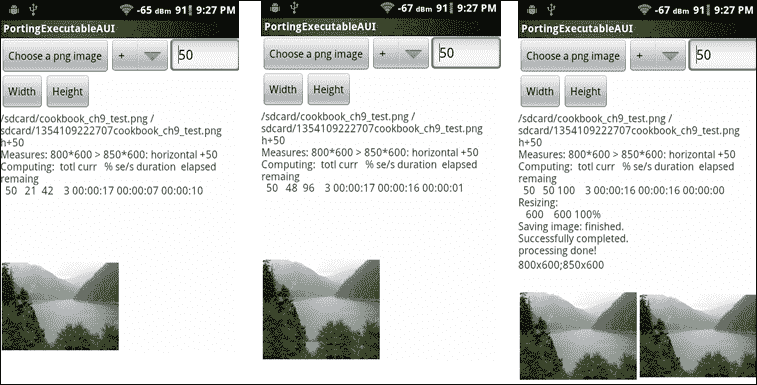 -65 dBm 91 9:27 PM
PortingExecutableAUI
Choose a png image + 50
Width Height
/sdcard/cookbook_ch9_test.png /
sdcard/1354109222707cookbook_ch9_test.png
h+50
Measures: 800*600 > 850*600: horizontal +50
Computing: totl curr % se/s duration elapsed
remaing
50 21 42 3 00:00:17 00:00:07 00:00:10
-67 dBm 91 9:27 PM
PortingExecutableAUI
Choose a png image + 50
Width Height
/sdcard/cookbook_ch9_test.png /
sdcard/1354109222707cookbook_ch9_test.png
h+50
Measures: 800*600 > 850*600: horizontal +50
Computing: totl curr % se/s duration elapsed
remaing
50 48 96 3 00:00:17 00:00:16 00:00:01
-67 dBm 91 9:27 PM
PortingExecutableAUI
Choose a png image + 50
Width Height
/sdcard/cookbook_ch9_test.png /
sdcard/1354109222707cookbook_ch9_test.png
h+50
Measures: 800*600 > 850*600: horizontal +50
Computing: totl curr % se/s duration elapsed
remaing
50 50 100 3 00:00:16 00:00:16 00:00:00
Resizing:
600 600 100%
Saving image: finished.
Successfully completed.
processing done!
800x600;850x600